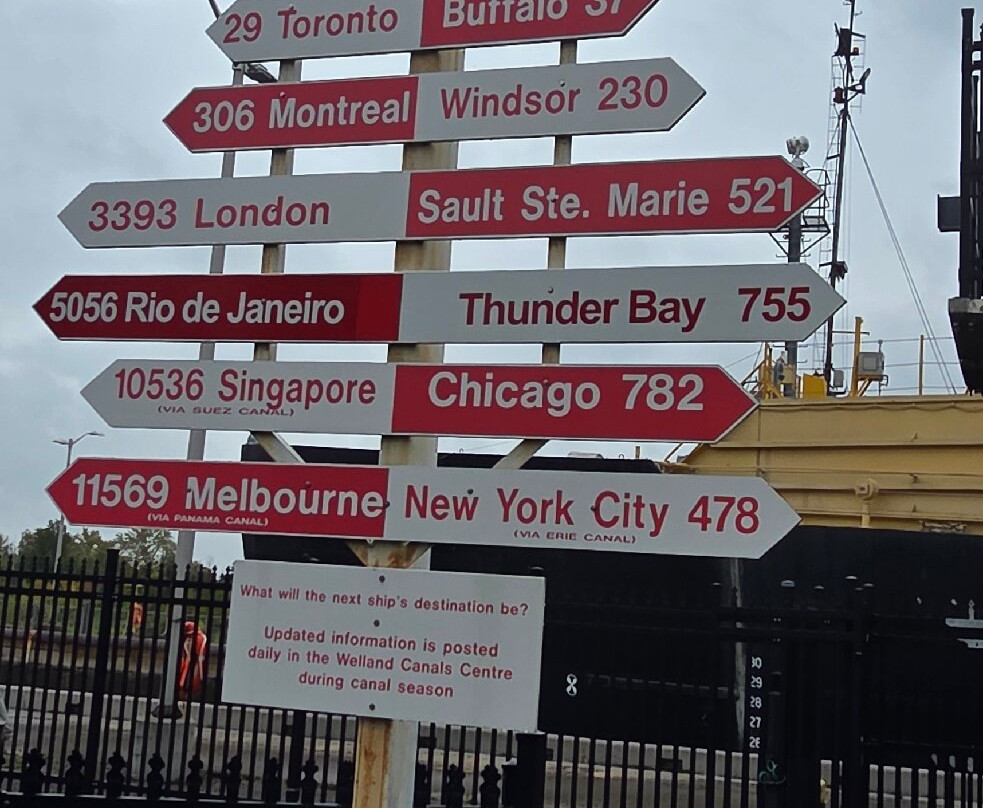 29 Toronto Buffalo 37
306 Montreal Windsor 230
3393 London Sault Ste. Marie 521
5056 Rio de Janeiro Thunder Bay 755
10536 Singapore Chicago 782
(VIA SUEZ CANAL)
11569 Melbourne New York City 478
(VIA PANAMA CANAL) (VIA ERIE CANAL)
What will the next ship's destination be?
Updated information is posted
daily in the Welland Canals Centre
during canal season
30
29
28
27
26